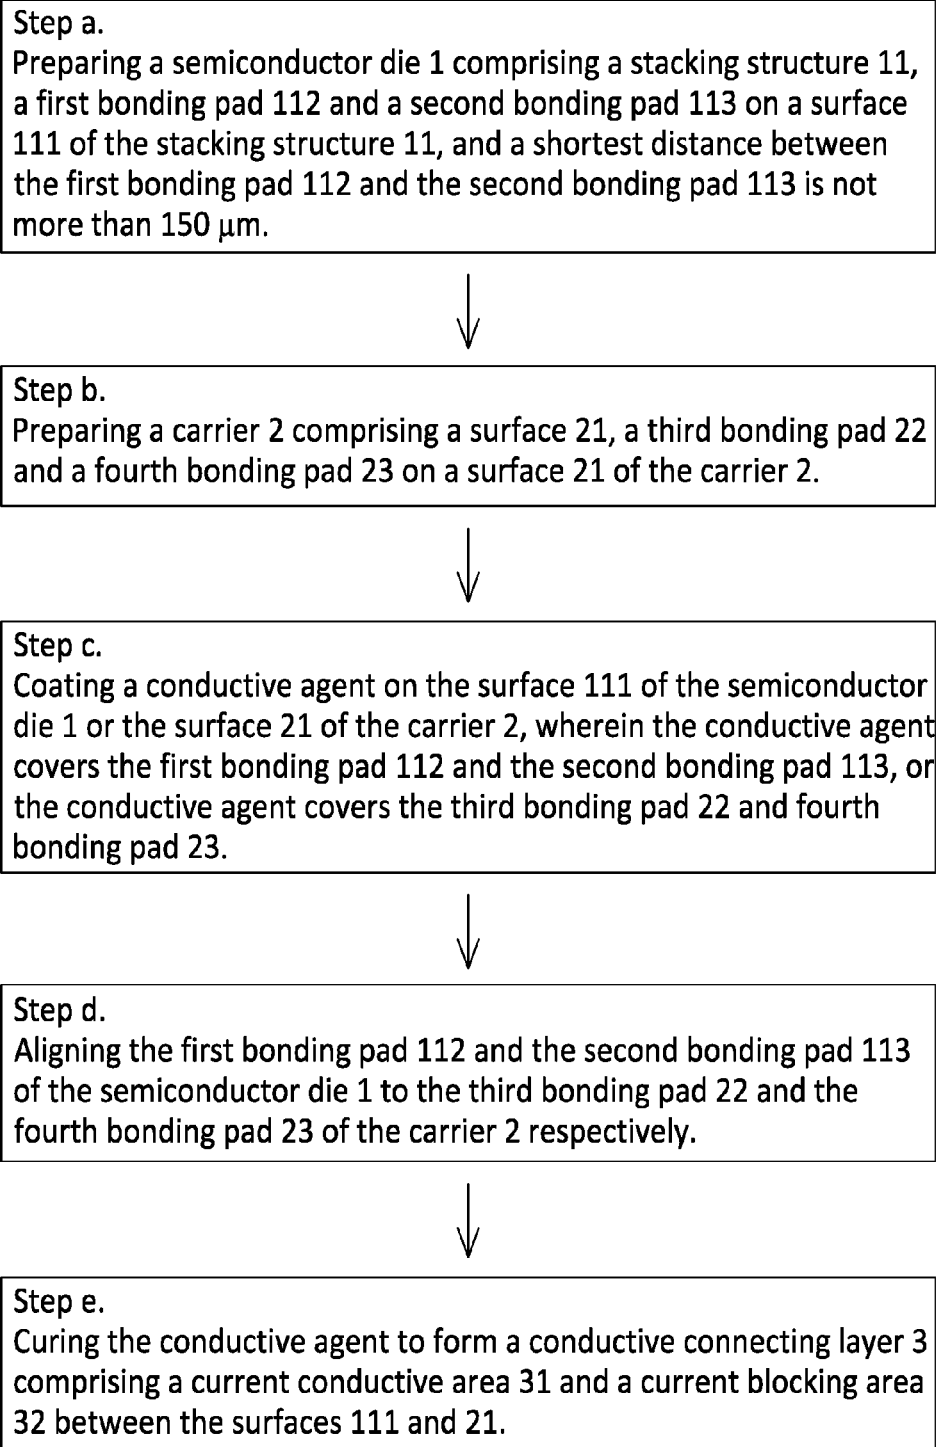 Step a.
Preparing a semiconductor die 1 comprising a stacking structure 11,
a first bonding pad 112 and a second bonding pad 113 on a surface
111 of the stacking structure 11, and a shortest distance between
the first bonding pad 112 and the second bonding pad 113 is not
more than 150 μm.
Step b.
Preparing a carrier 2 comprising a surface 21, a third bonding pad 22
and a fourth bonding pad 23 on a surface 21 of the carrier 2.
Step c.
Coating a conductive agent on the surface 111 of the semiconductor
die 1 or the surface 21 of the carrier 2, wherein the conductive agent
covers the first bonding pad 112 and the second bonding pad 113, or
the conductive agent covers the third bonding pad 22 and fourth
bonding pad 23.
Step d.
Aligning the first bonding pad 112 and the second bonding pad 113
of the semiconductor die 1 to the third bonding pad 22 and the
fourth bonding pad 23 of the carrier 2 respectively.
Step e.
Curing the conductive agent to form a conductive connecting layer 3
comprising a current conductive area 31 and a current blocking area
32 between the surfaces 111 and 21.